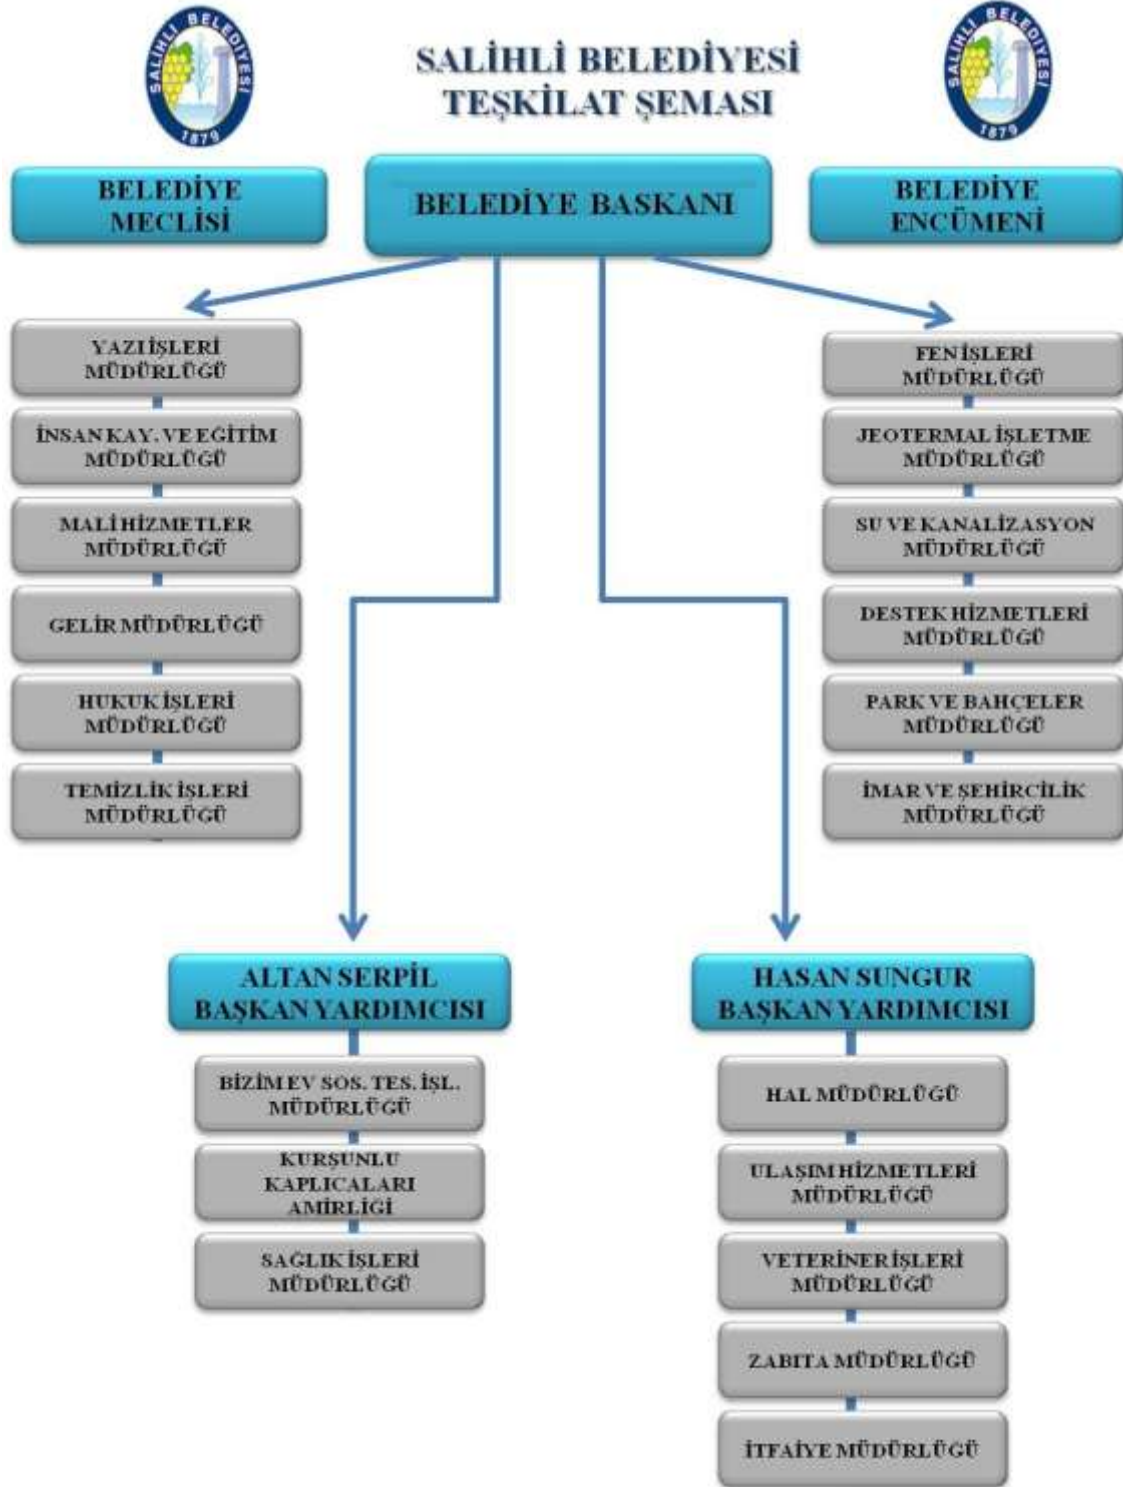 SALİHLİ BELEDİYESİ
1879
SALİHLİ BELEDİYESİ
TEŞKİLAT ŞEMASI
SALİHLİ BELEDİYESİ
1879
BELEDİYE
MECLİSİ
BELEDİYE BASKANI
BELEDİYE
ENCÜMENİ
YAZI İŞLERİ
MÜDÜRLÜĞÜ
İNSAN KAY. VE EĞİTİM
MÜDÜRLÜĞÜ
MALİ HİZMETLER
MÜDÜRLÜĞÜ
GELİR MÜDÜRLÜĞÜ
HUKUK İŞLERİ
MÜDÜRLÜĞÜ
TEMİZLİK İŞLERİ
MÜDÜRLÜĞÜ
FEN İŞLERİ
MÜDÜRLÜĞÜ
JEOTERMAL İŞLETME
MÜDÜRLÜĞÜ
SU VE KANALİZASYON
MÜDÜRLÜĞÜ
DESTEK HİZMETLERİ
MÜDÜRLÜĞÜ
PARK VE BAHÇELER
MÜDÜRLÜĞÜ
İMAR VE ŞEHİRCİLİK
MÜDÜRLÜĞÜ
ALTAN SERPİL
BAŞKAN YARDIMCISI
BİZİM EV SOS. TES. İŞL.
MÜDÜRLÜĞÜ
KURŞUNLU
KAPLICALARI
AMİRLİĞİ
SAĞLIK İŞLERİ
MÜDÜRLÜĞÜ
HASAN SUNGUR
BAŞKAN YARDIMCISI
HAL MÜDÜRLÜĞÜ
ULAŞIM HİZMETLERİ
MÜDÜRLÜĞÜ
VETERİNER İŞLERİ
MÜDÜRLÜĞÜ
ZABITA MÜDÜRLÜĞÜ
İTFAİYE MÜDÜRLÜĞÜ